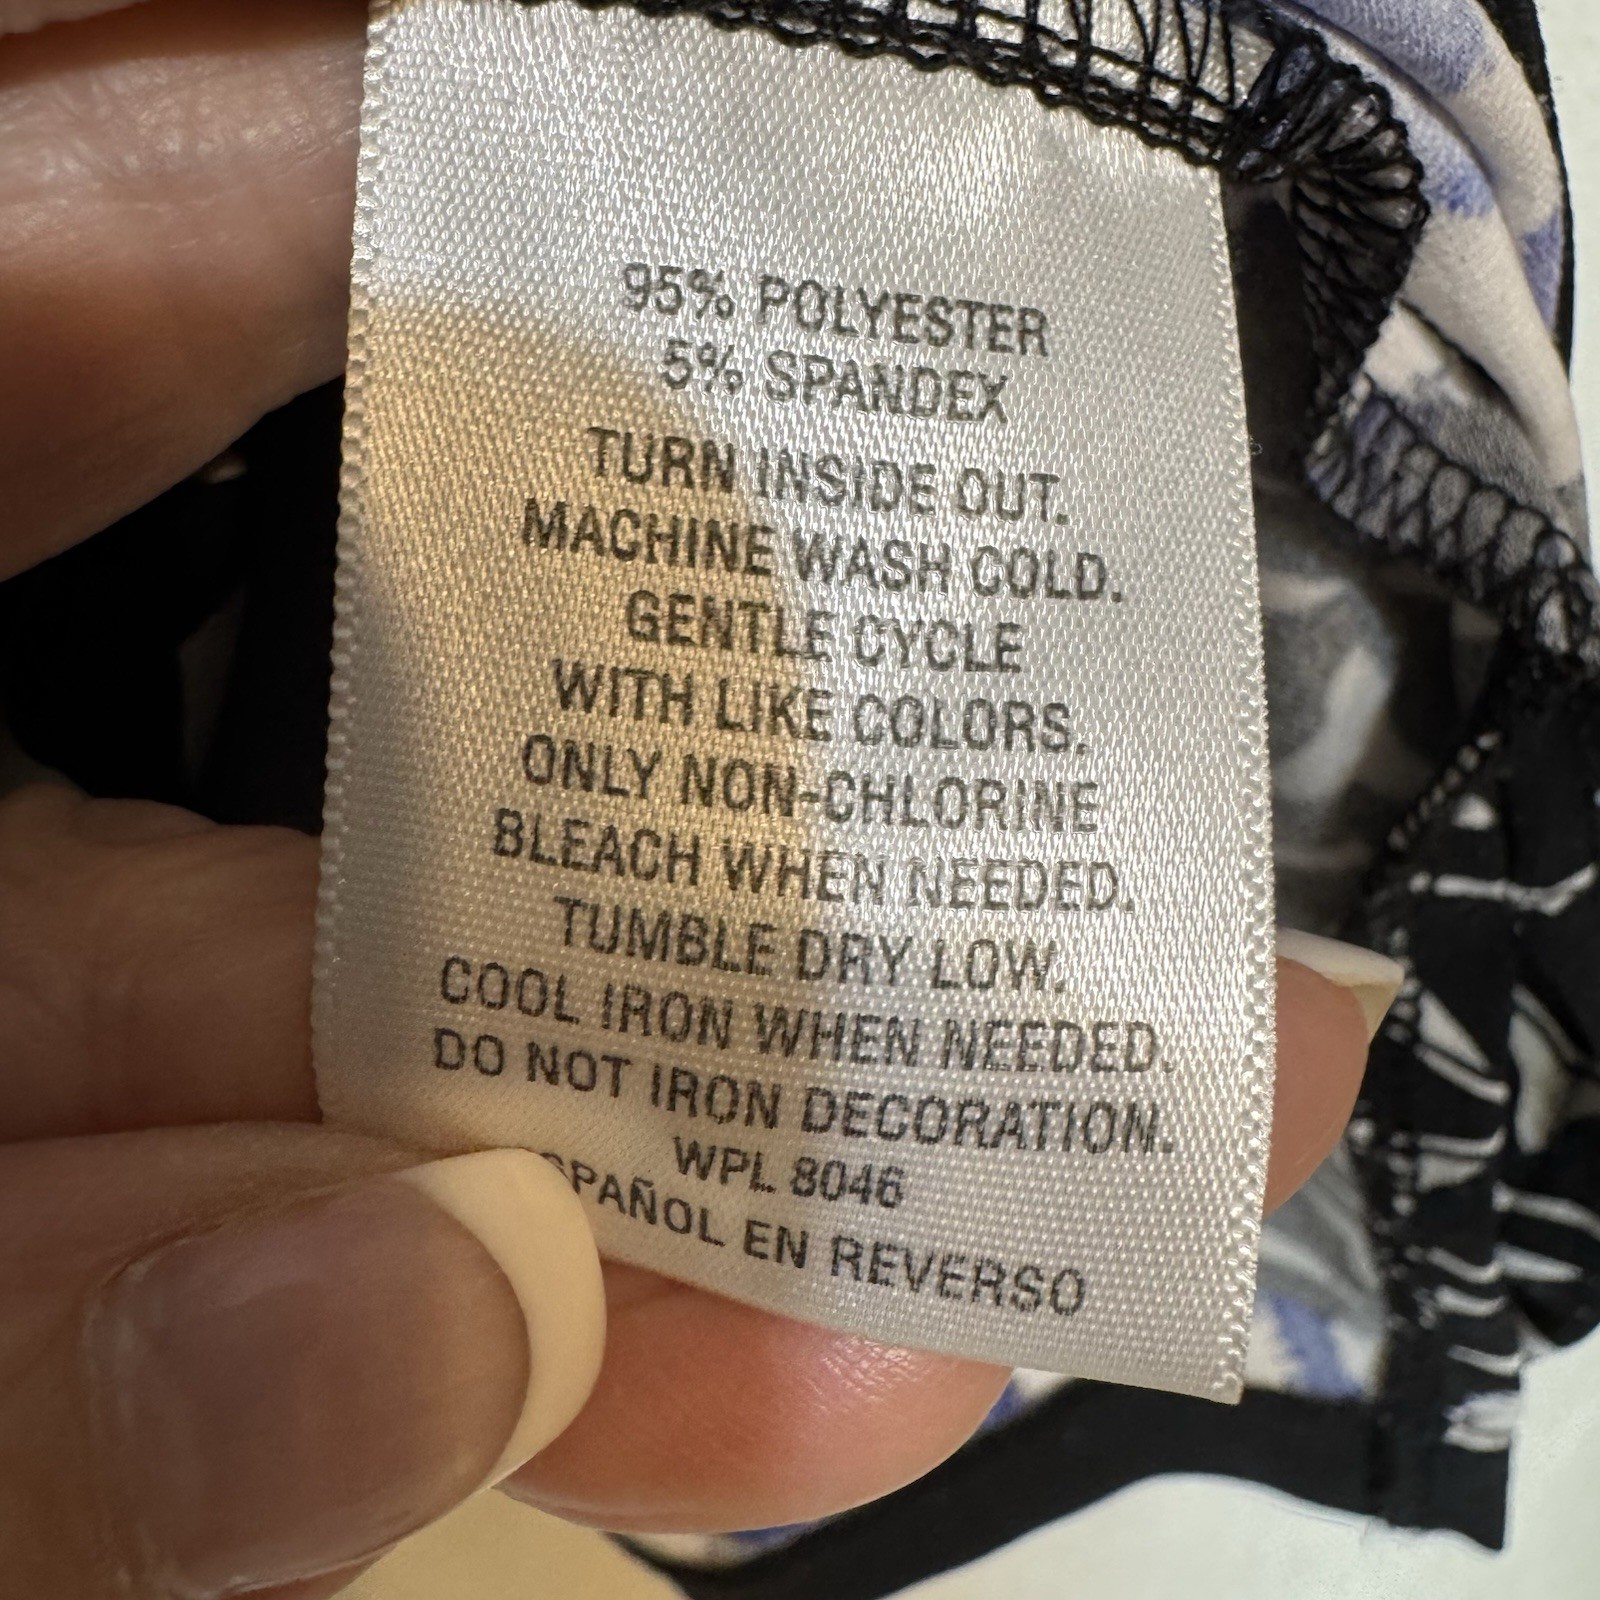 95% POLYESTER
5% SPANDEX
TURN INSIDE OUT.
MACHINE WASH COLD.
GENTLE CYCLE
WITH LIKE COLORS.
ONLY NON-CHLORINE
BLEACH WHEN NEEDED.
TUMBLE DRY LOW.
COOL IRON WHEN NEEDED.
DO NOT IRON DECORATION.
WPL 8046
ESPAÑOL EN REVERSO